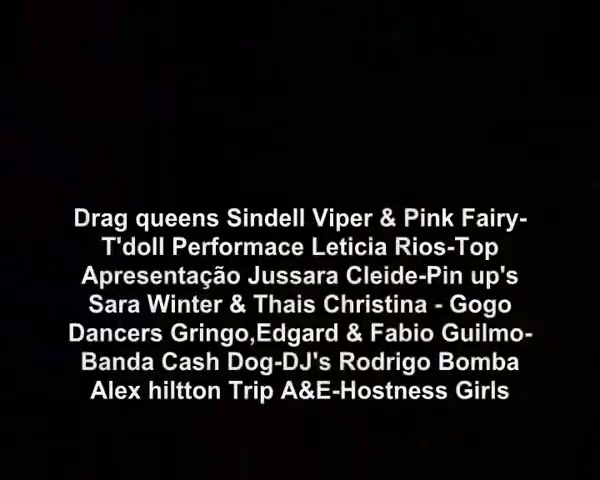 Drag queens Sindell Viper & Pink Fairy-
T'doll Performace Leticia Rios-Top
Apresentação Jussara Cleide-Pin up's
Sara Winter & Thais Christina - Gogo
Dancers Gringo,Edgard & Fabio Guilmo-
Banda Cash Dog-DJ's Rodrigo Bomba
Alex hiltton Trip A&E-Hostness Girls